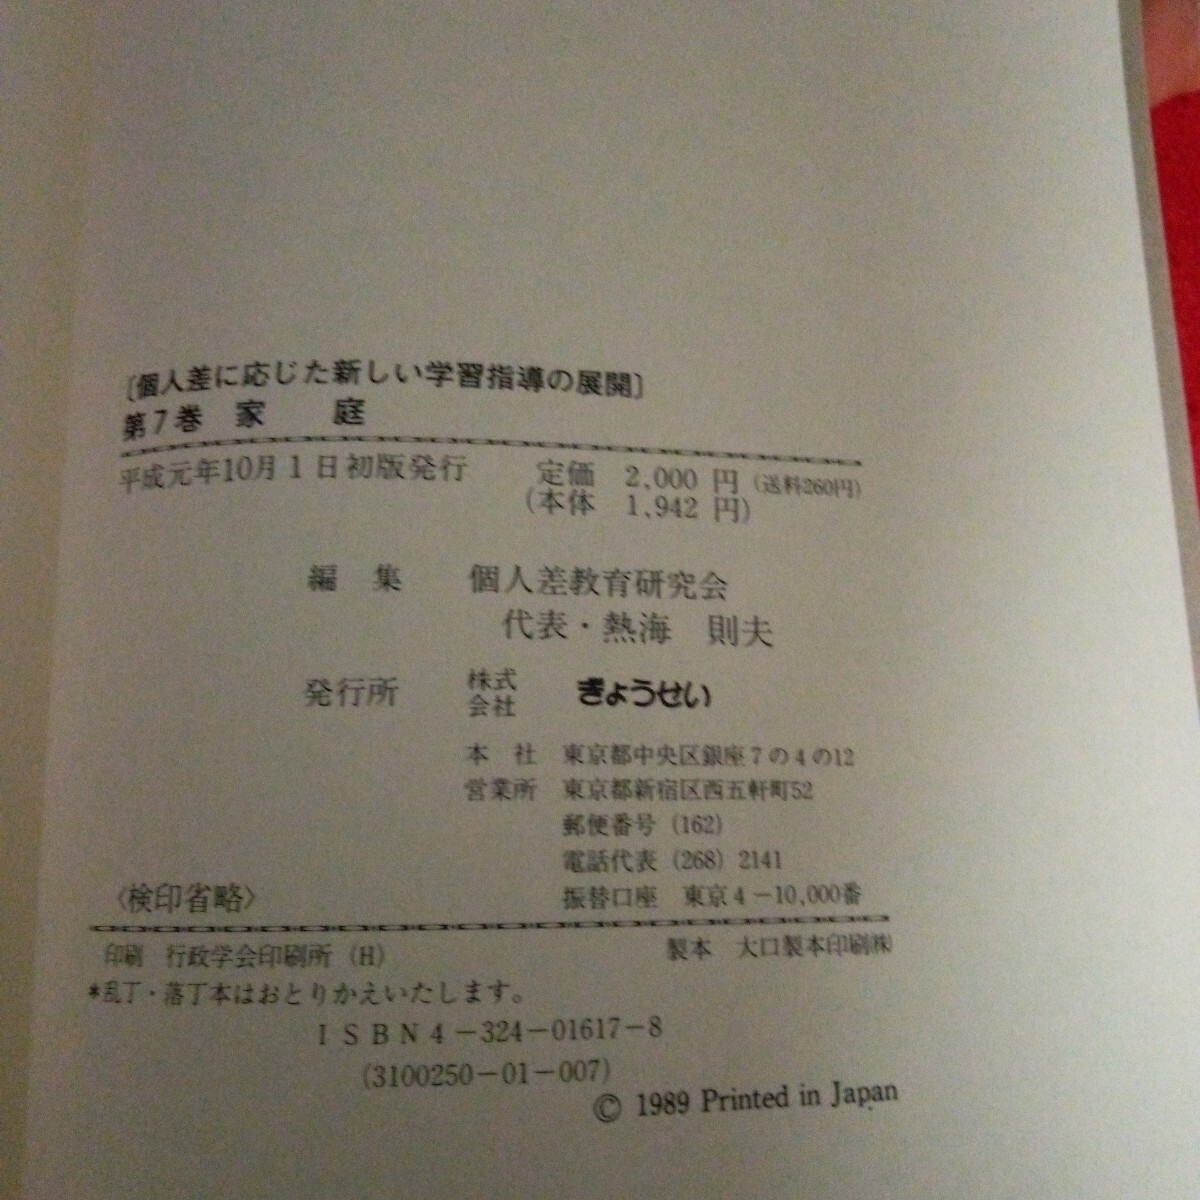 〔個人差に応じた新しい学習指導の展開〕
第7巻 家 庭
平成元年10月1日初版発行 定価 2,000 円 (送料260円)
(本体 1,942 円)
編 集 個人差教育研究会
代表・熱海 則夫
発行所 株式会社 ぎょうせい
本 社 東京都中央区銀座7の4の12
営業所 東京都新宿区西五軒町52
郵便番号 (162)
電話代表 (268) 2141
〈検印省略〉 振替口座 東京4-10,000番
印刷 行政学会印刷所 (H) 製本 大口製本印刷㈱
*乱丁・落丁本はおとりかえいたします。
ISBN4-324-01617-8
(3100250-01-007)
© 1989 Printed in Japan